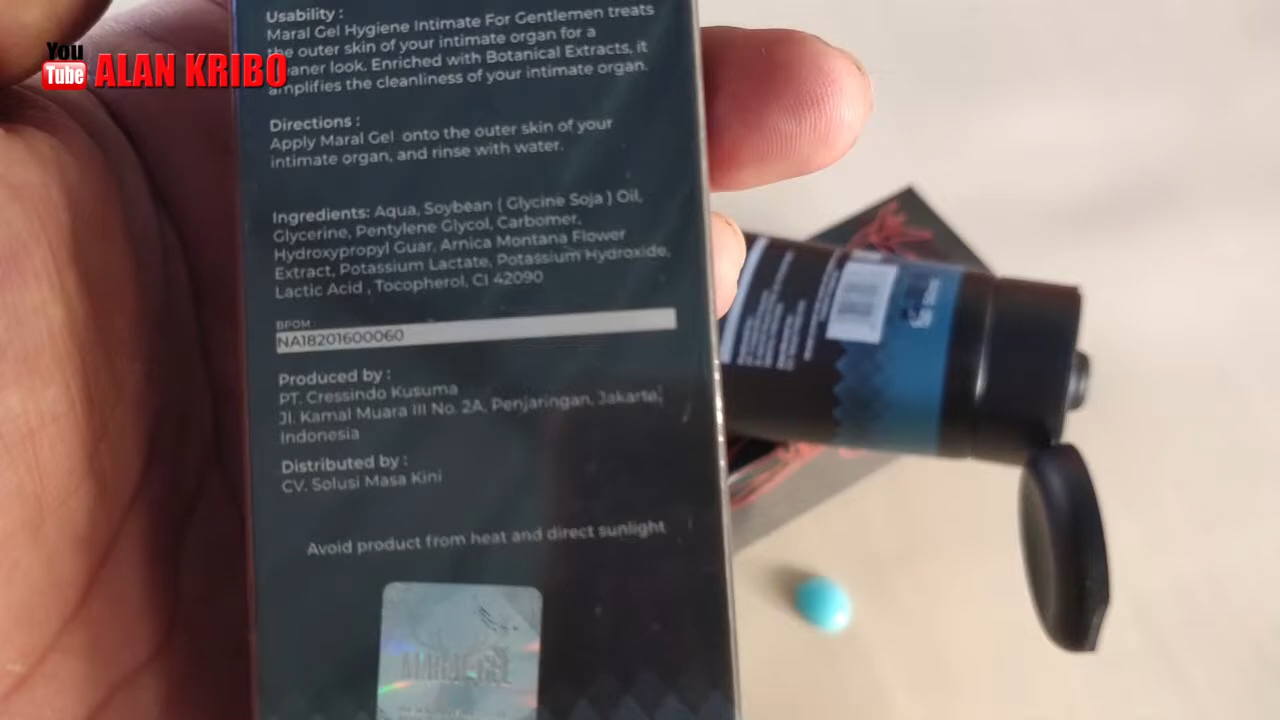 Usability :
Maral Gel Hygiene Intimate For Gentlemen treats
the outer skin of your intimate organ for a
cleaner look. Enriched with Botanical Extracts, it
amplifies the cleanliness of your intimate organ.
You Tube ALAN KRIBO
Directions :
Apply Maral Gel onto the outer skin of your
intimate organ, and rinse with water.
Ingredients: Aqua, Soybean ( Glycine Soja ) Oil,
Glycerine, Pentylene Glycol, Carbomer,
Hydroxypropyl Guar, Arnica Montana Flower
Extract, Potassium Lactate, Potassium Hydroxide,
Lactic Acid , Tocopherol, CI 42090
BPOM :
NA18201600060
Produced by :
PT. Cressindo Kusuma
Jl. Kamal Muara III No. 2A, Penjaringan, Jakarta,
Indonesia
Distributed by :
CV. Solusi Masa Kini
Avoid product from heat and direct sunlight